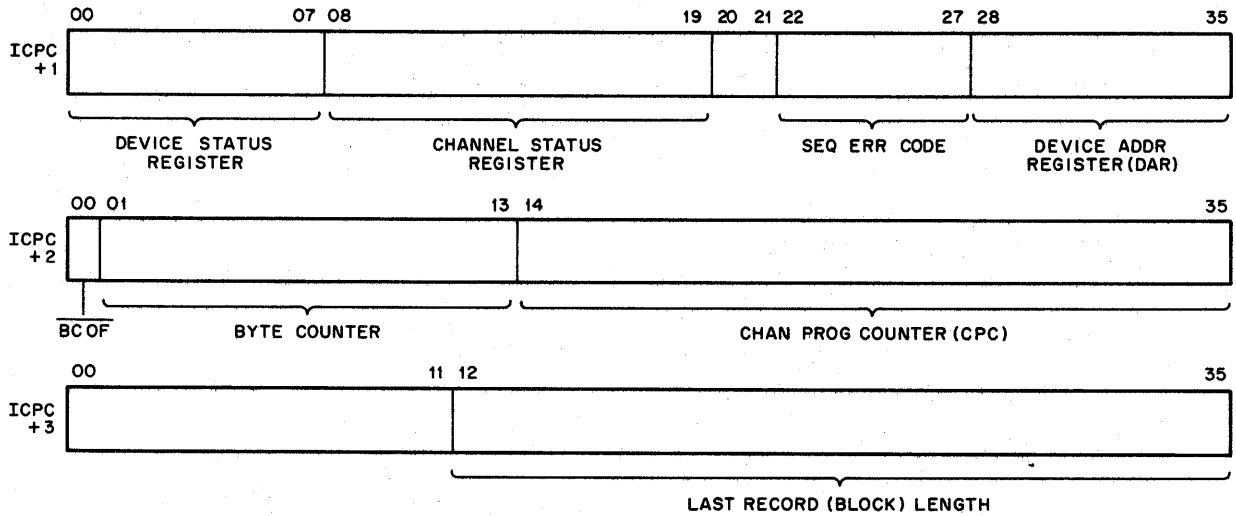 00 07 08 19 20 21 22 27 28 35
ICPC
+1
DEVICE STATUS
REGISTER
CHANNEL STATUS
REGISTER
SEQ ERR CODE
DEVICE ADDR
REGISTER (DAR)
00 01 13 14 35
ICPC
+2
BCOF
BYTE COUNTER
CHAN PROG COUNTER (CPC)
00 11 12 35
ICPC
+3
LAST RECORD (BLOCK) LENGTH